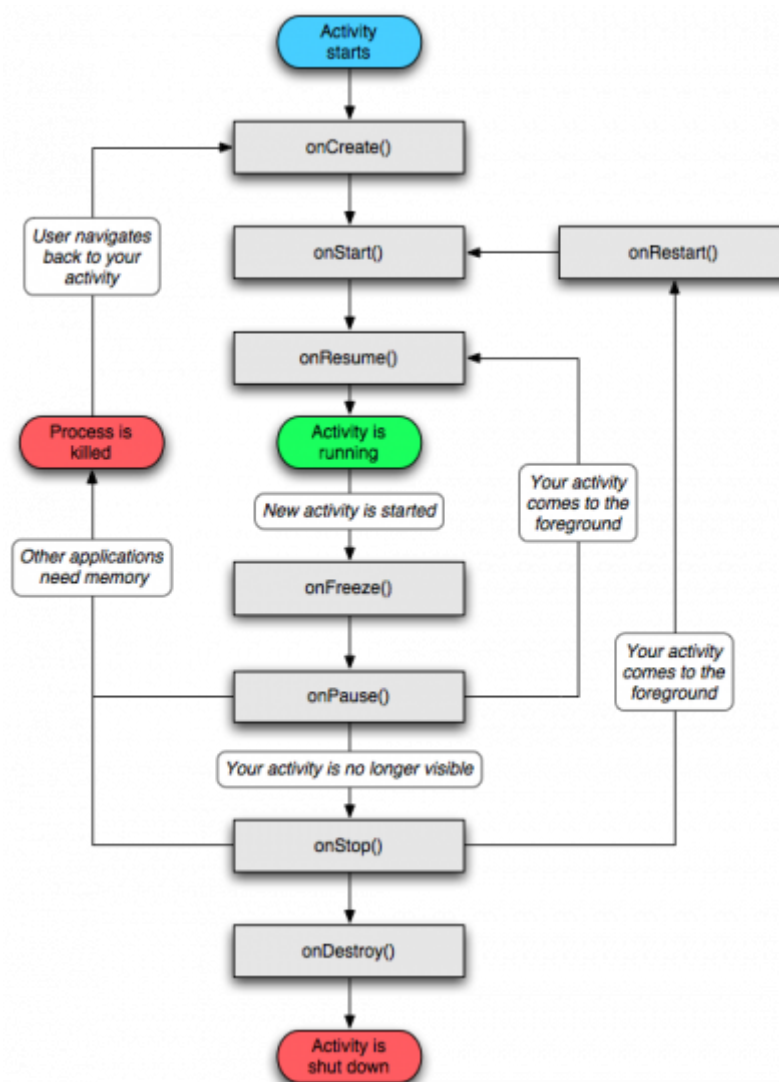 Activity
starts
onCreate()
User navigates
back to your
activity
onStart()
onRestart()
onResume()
Process is
killed
Activity is
running
New activity is started
Your activity
comes to the
foreground
Other applications
need memory
onFreeze()
Your activity
comes to the
foreground
onPause()
Your activity is no longer visible
onStop()
onDestroy()
Activity is
shut down